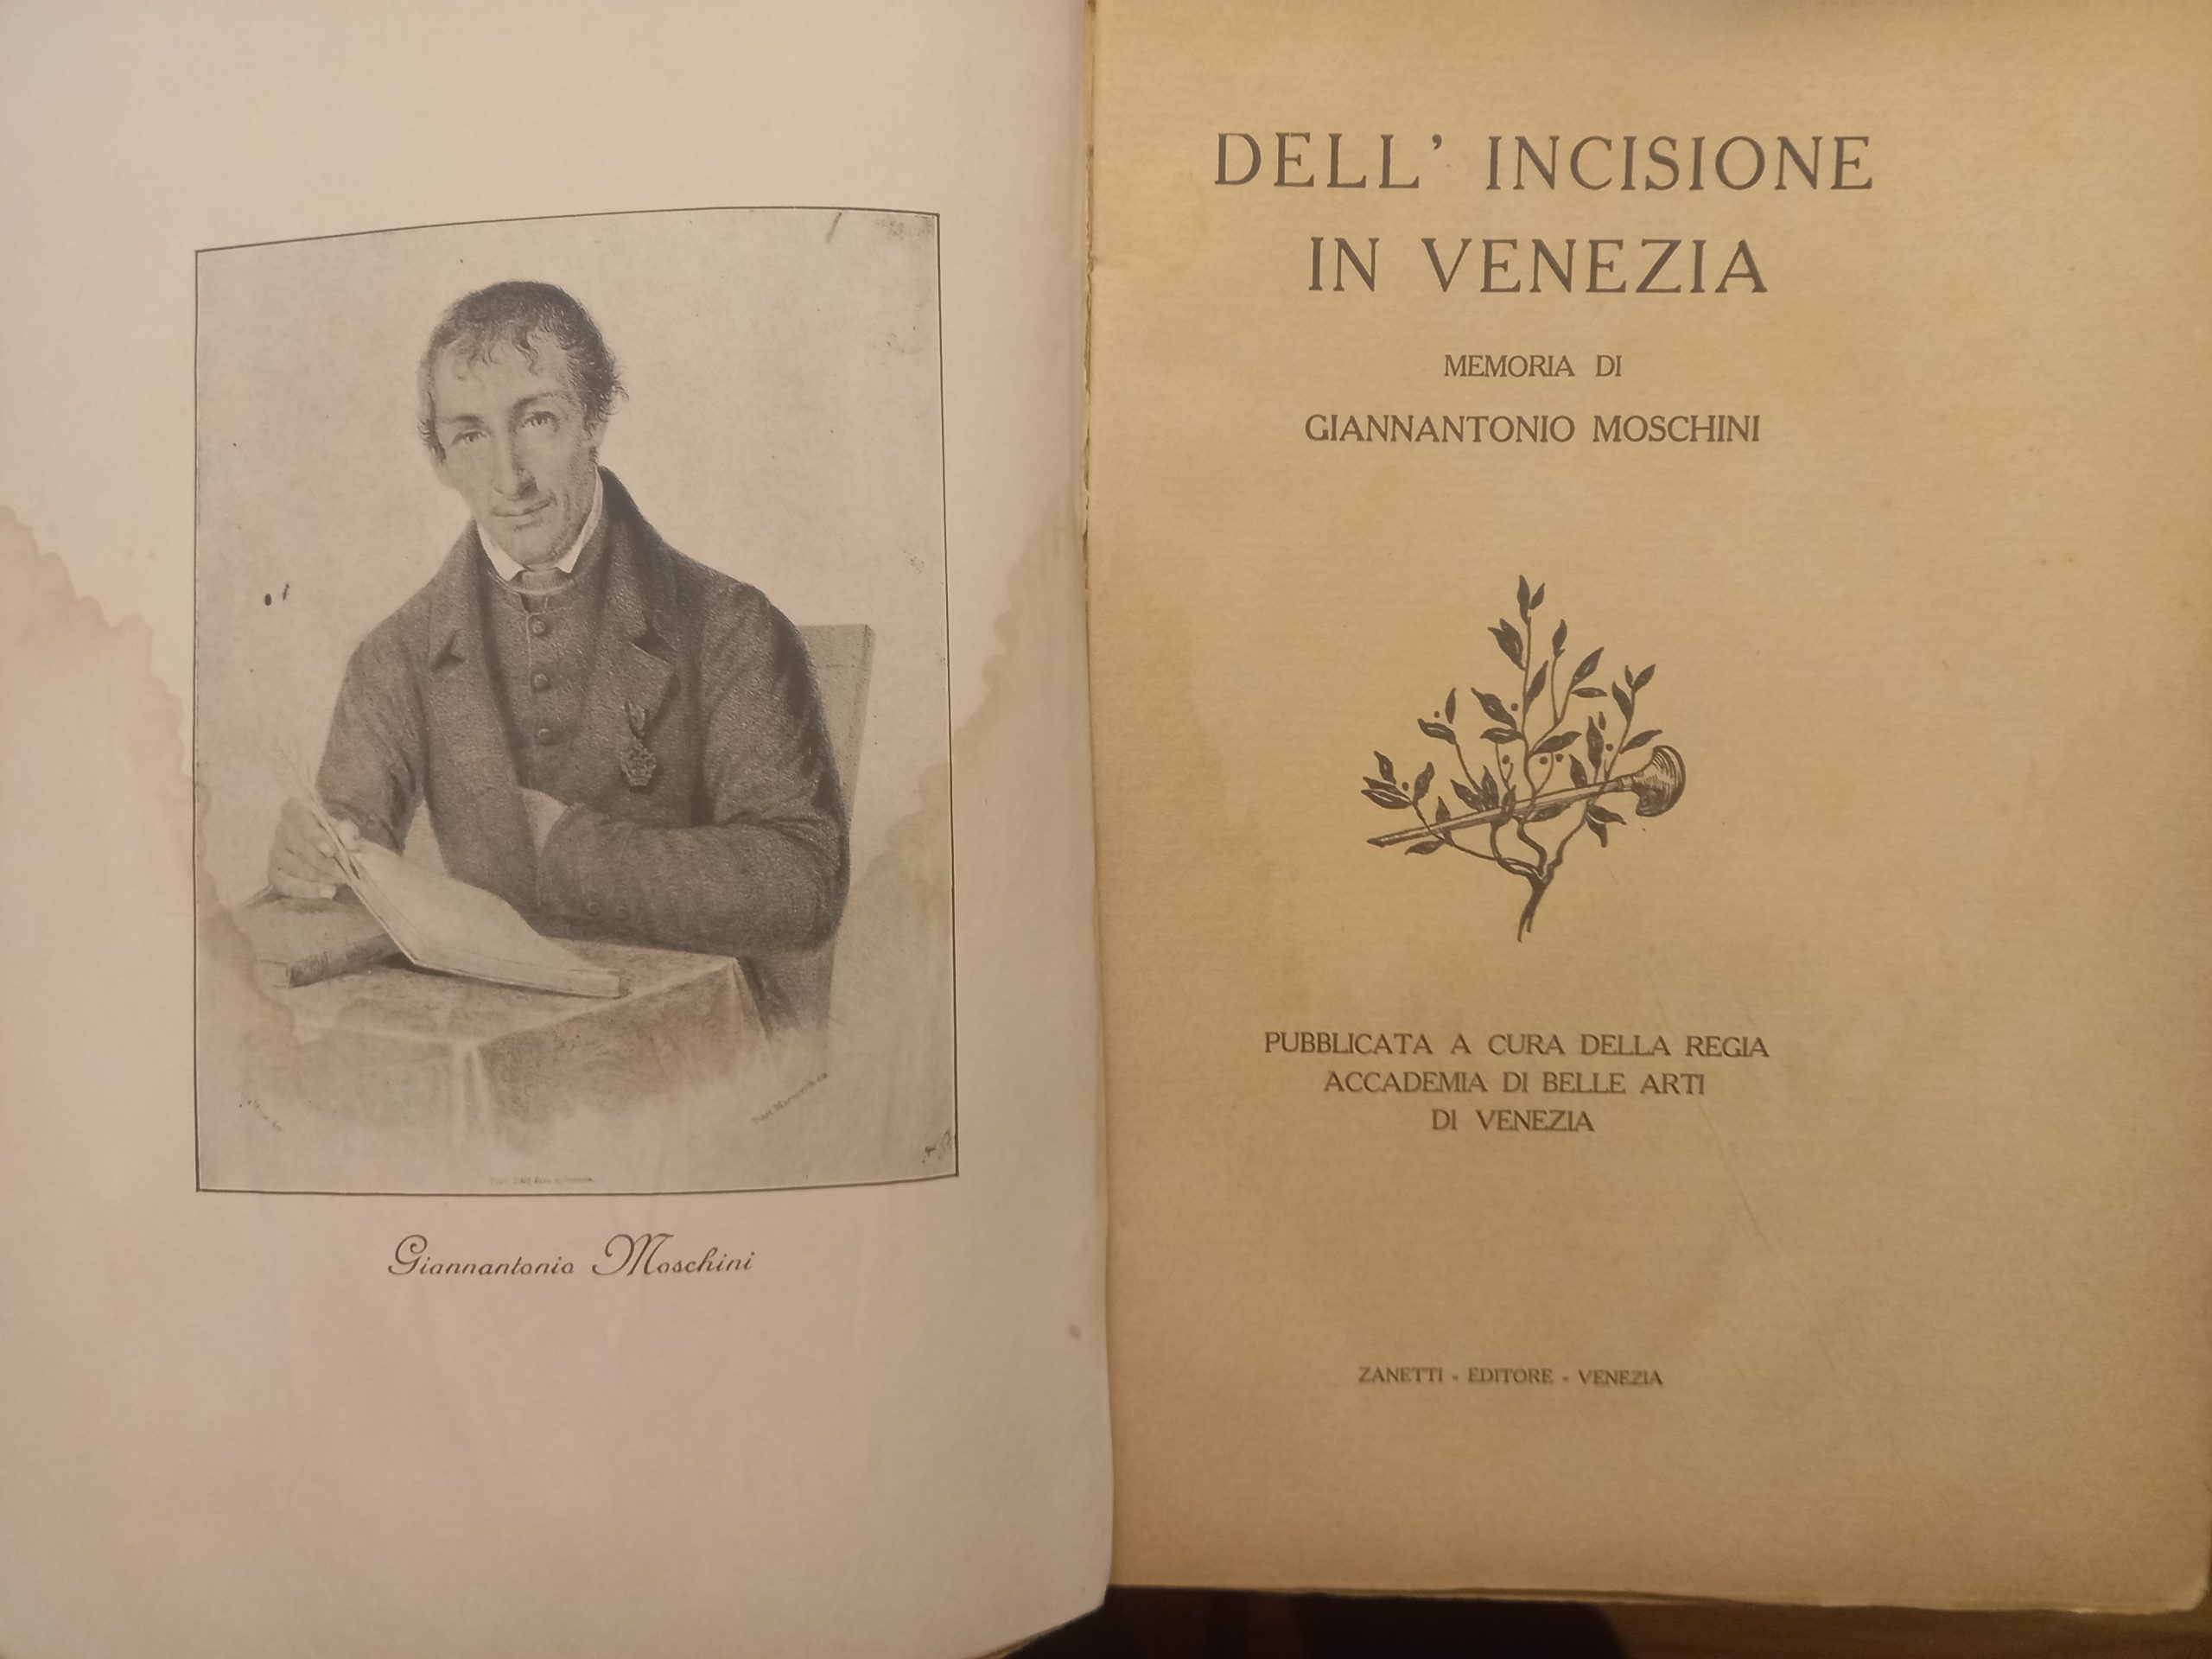 Giannantonio Moschini
DELL' INCISIONE
IN VENEZIA
MEMORIA DI
GIANNANTONIO MOSCHINI
PUBBLICATA A CURA DELLA REGIA
ACCADEMIA DI BELLE ARTI
DI VENEZIA
ZANETTI - EDITORE - VENEZIA